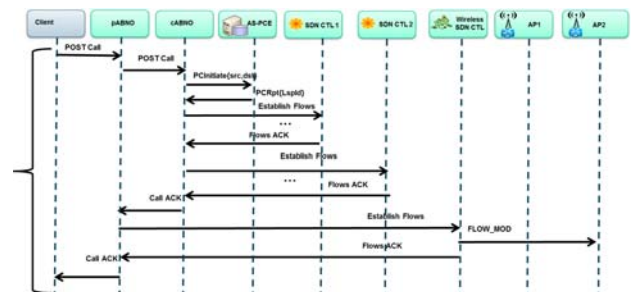 Client
pABNO
cABNO
AS-PCE
SDN CTL 1
SDN CTL 2
Wireless
SDN CTL
AP1
AP2
POST Call
POST Call
PCInitiate(src,dst)
PCRpt(LspId)
Establish Flows
...
Flows ACK
Establish Flows
...
Flows ACK
Call ACK
Establish Flows
FLOW_MOD
Flows ACK
Call ACK